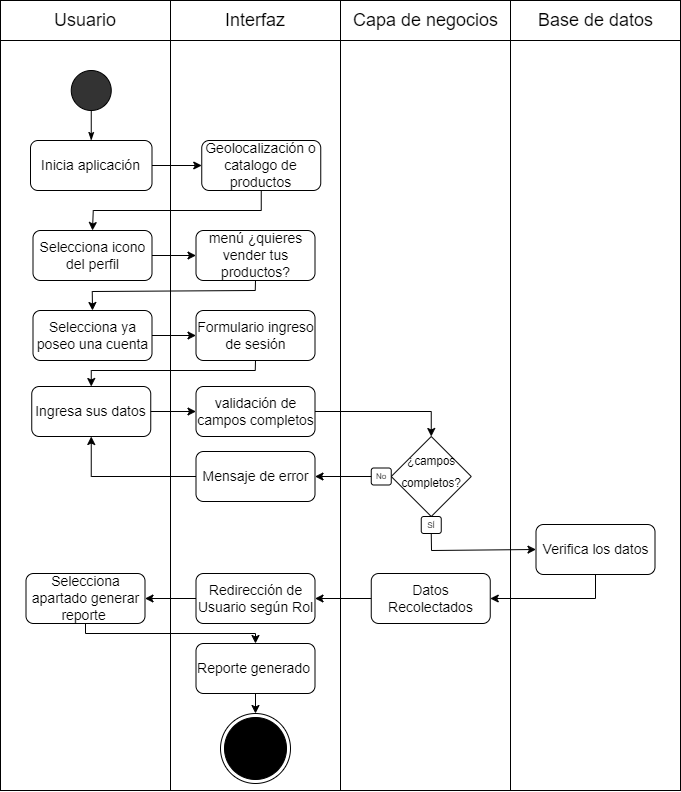 Usuario
Interfaz
Capa de negocios
Base de datos
Inicia aplicación
Geolocalización o
catalogo de
productos
Selecciona icono
del perfil
menú ¿quieres
vender tus
productos?
Selecciona ya
poseo una cuenta
Formulario ingreso
de sesión
Ingresa sus datos
validación de
campos completos
¿campos
completos?
No
Mensaje de error
SÍ
Verifica los datos
Datos
Recolectados
Redirección de
Usuario según Rol
Selecciona
apartado generar
reporte
Reporte generado